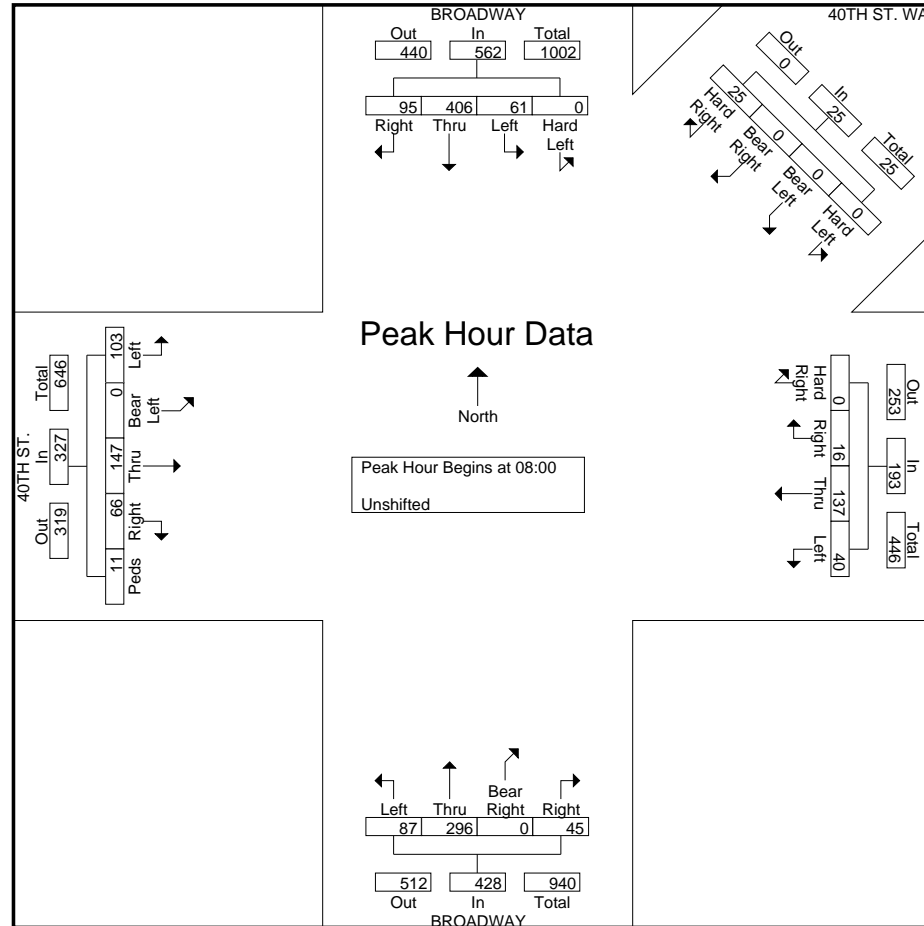 BROADWAY
Out In Total
440 562 1002
95 406 61 0
Right Thru Left Hard Left
40TH ST. WA
Out
0
In
25
Total
25
25 0 0 0
Hard Right
Bear Right
Bear Left
Hard Left
Peak Hour Data
North
Peak Hour Begins at 08:00
Unshifted
40TH ST.
Out In Total
319 327 646
103 0 147 66 11
Left Bear Left Thru Right Peds
Hard Right Right Thru Left
0 16 137 40
Out In Total
253 193 446
Left Thru Bear Right Right
87 296 0 45
512 428 940
Out In Total
BROADWAY